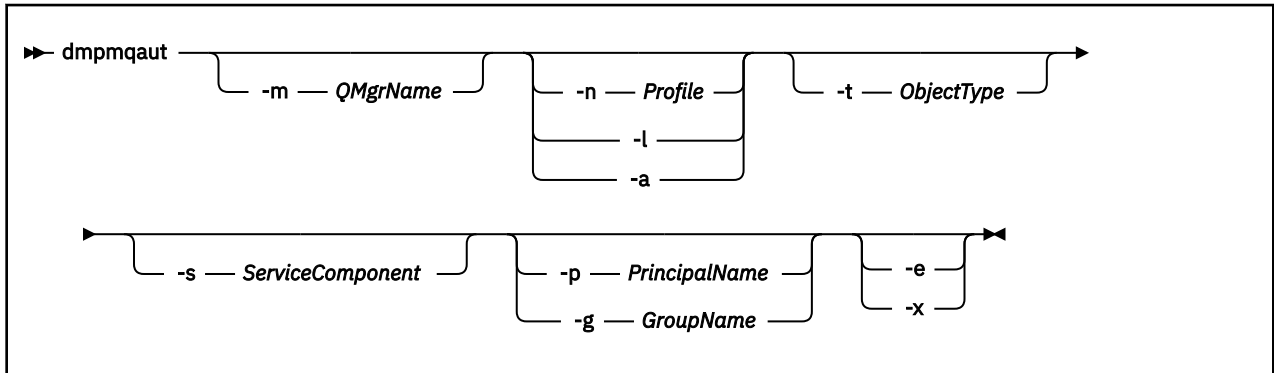 dmpmqaut
-m QMgrName
-n Profile
-l
-a
-t ObjectType
-s ServiceComponent
-p PrincipalName
-g GroupName
-e
-x